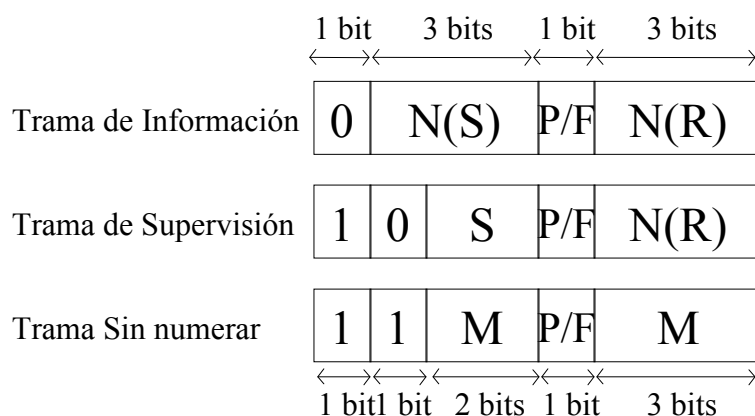 1 bit 3 bits 1 bit 3 bits
Trama de Información 0 N(S) P/F N(R)
Trama de Supervisión 1 0 S P/F N(R)
Trama Sin numerar 1 1 M P/F M
1 bit 1 bit 2 bits 1 bit 3 bits